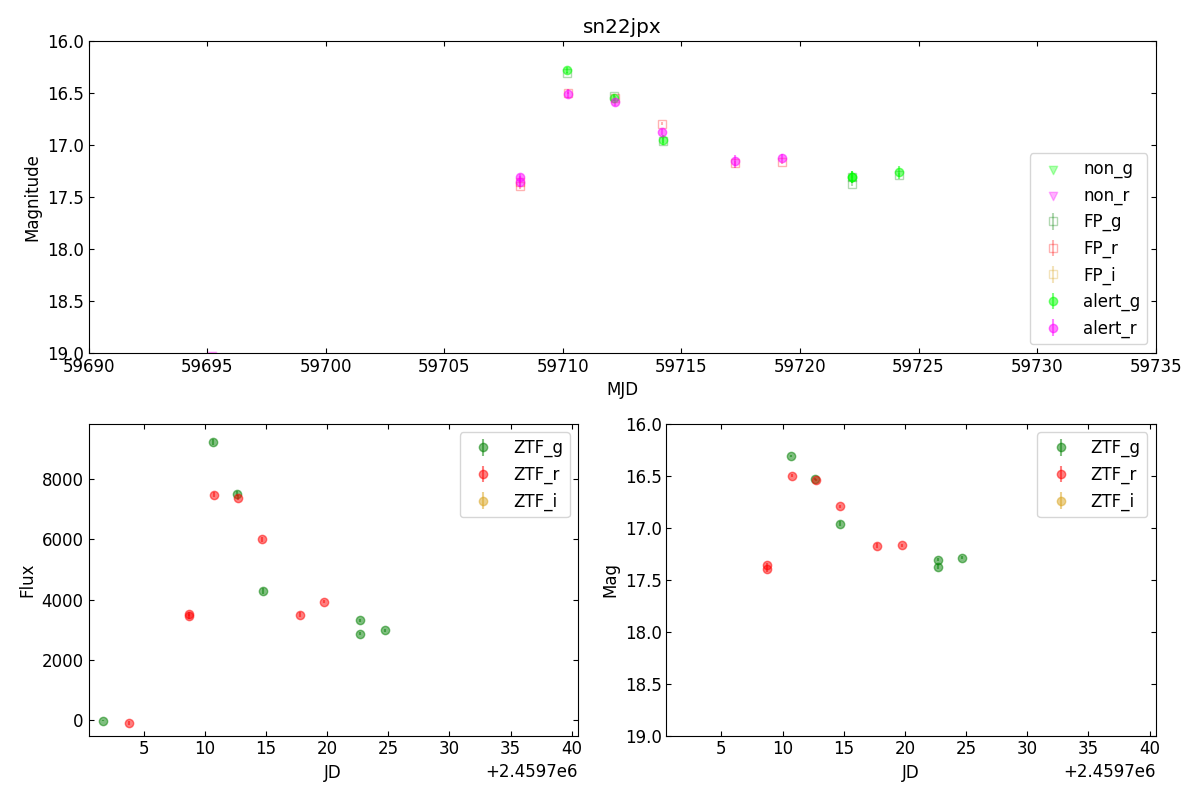 sn22jpx
16.0
16.5
17.0
17.5
18.0
18.5
19.0
Magnitude
non_g
non_r
FP_g
FP_r
FP_i
alert_g
alert_r
59690 59695 59700 59705 59710 59715 59720 59725 59730 59735
MJD
8000
6000
4000
2000
0
Flux
ZTF_g
ZTF_r
ZTF_i
5 10 15 20 25 30 35 40
JD
+2.4597e6
16.0
16.5
17.0
17.5
18.0
18.5
19.0
Mag
ZTF_g
ZTF_r
ZTF_i
5 10 15 20 25 30 35 40
JD
+2.4597e6